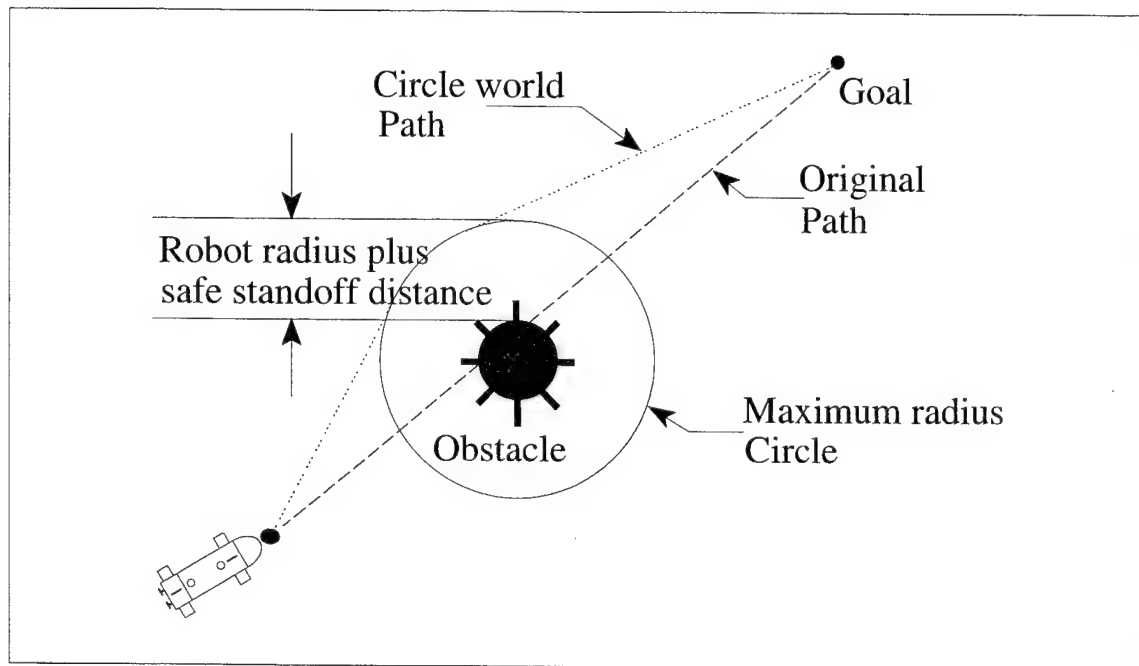 Circle world
Path
Goal
Original
Path
Robot radius plus
safe standoff distance
Maximum radius
Circle
Obstacle